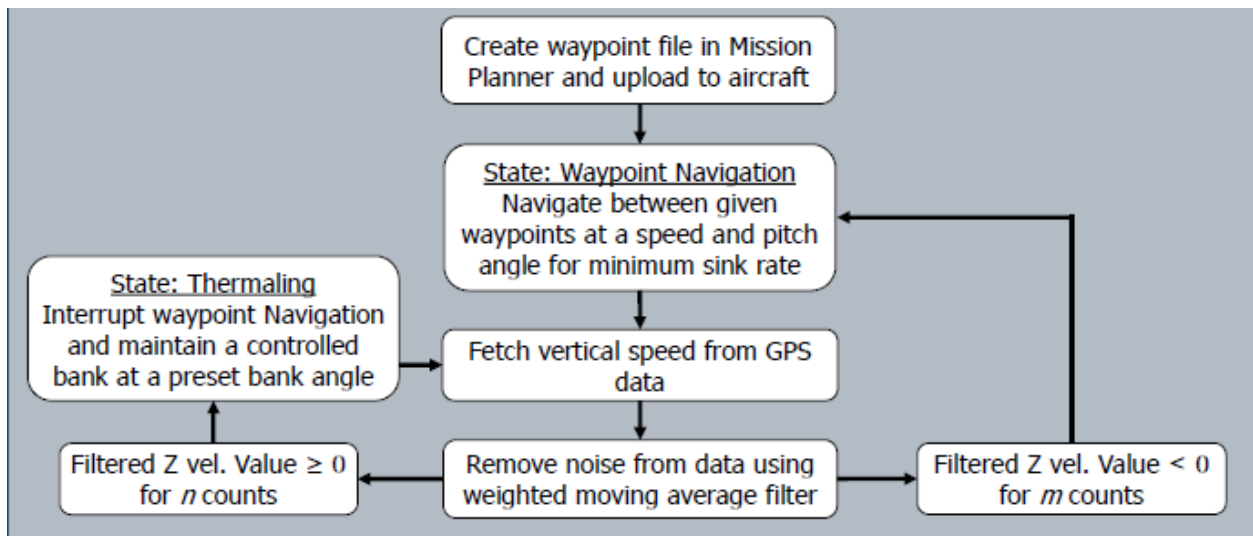 Create waypoint file in Mission
Planner and upload to aircraft
State: Waypoint Navigation
Navigate between given
waypoints at a speed and pitch
angle for minimum sink rate
State: Thermaling
Interrupt waypoint Navigation
and maintain a controlled
bank at a preset bank angle
Fetch vertical speed from GPS
data
Filtered Z vel. Value ≥ 0
for n counts
Remove noise from data using
weighted moving average filter
Filtered Z vel. Value < 0
for m counts